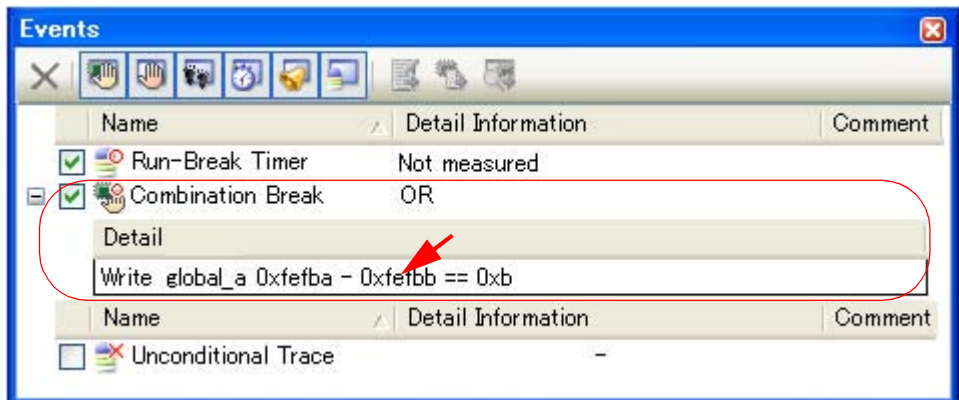 Events
Name Detail Information Comment
Run-Break Timer Not measured
Combination Break OR
Detail
Write global_a 0xfefba - 0xfefbb == 0xb
Name Detail Information Comment
Unconditional Trace -